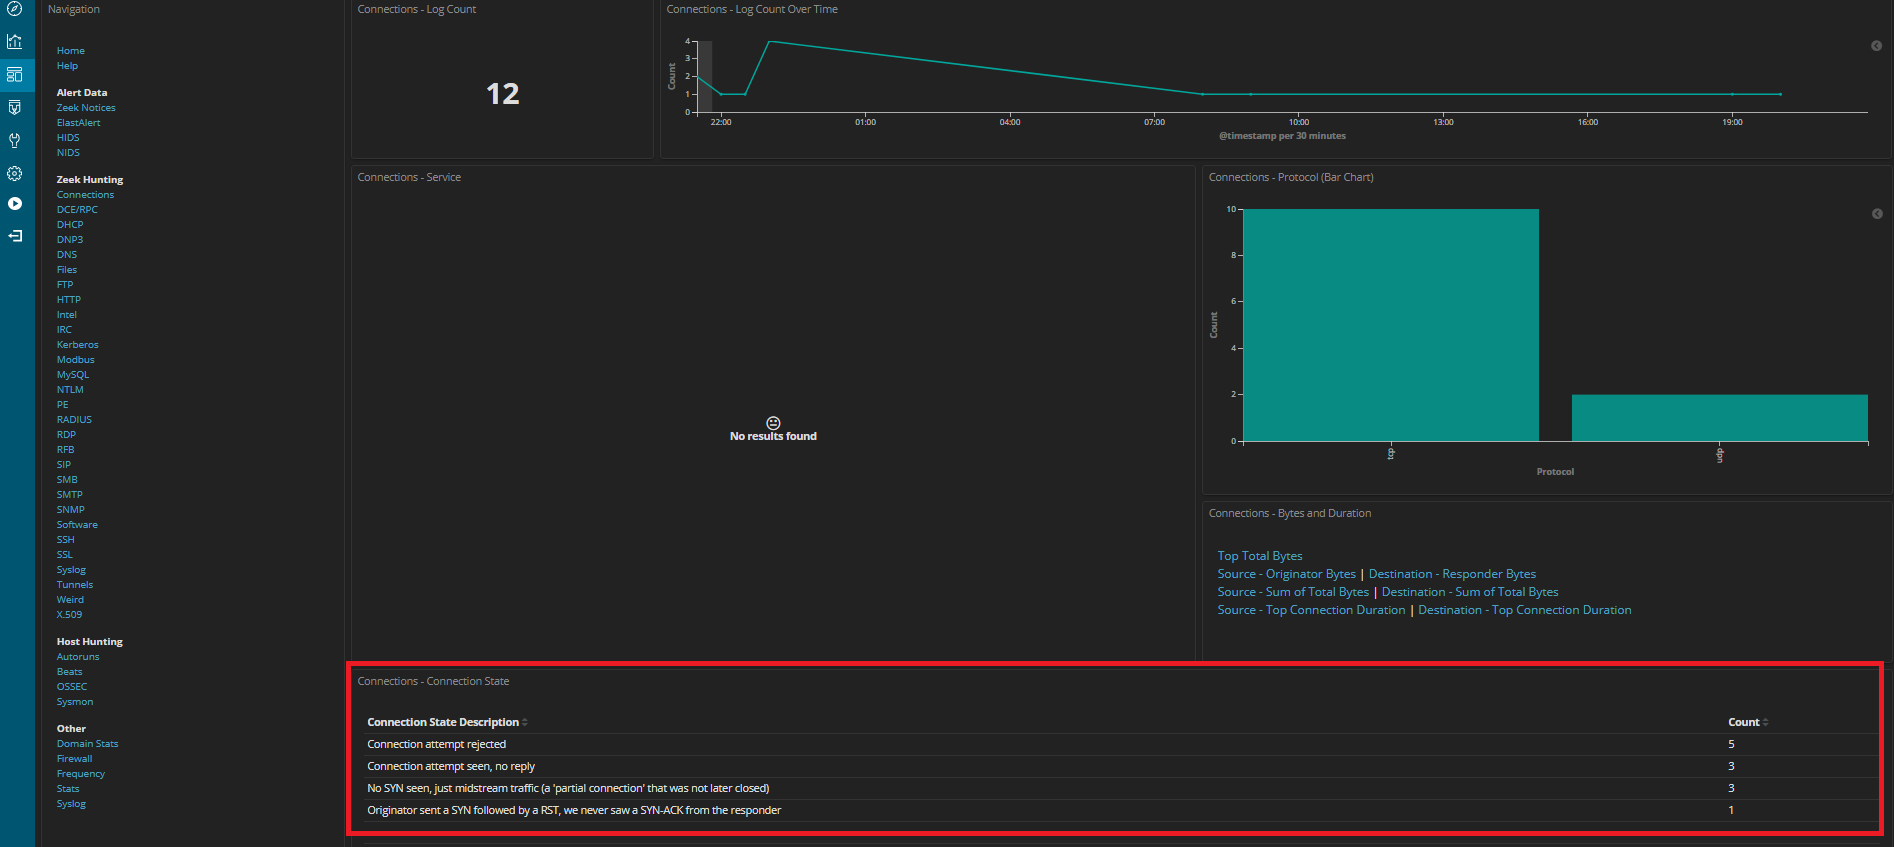 Navigation
Home
Help
Alert Data
Zeek Notices
ElastAlert
HIDS
NIDS
Zeek Hunting
Connections
DCE/RPC
DHCP
DNP3
DNS
Files
FTP
HTTP
Intel
IRC
Kerberos
Modbus
MySQL
NTLM
PE
RADIUS
RDP
RFB
SIP
SMB
SMTP
SNMP
Software
SSH
SSL
Syslog
Tunnels
Weird
X.509
Host Hunting
Autoruns
Beats
OSSEC
Sysmon
Other
Domain Stats
Firewall
Frequency
Stats
Syslog
Connections - Log Count
12
Connections - Log Count Over Time
Count
4
3
2
1
0
22:00 01:00 04:00 07:00 10:00 13:00 16:00 19:00
@timestamp per 30 minutes
Connections - Service
No results found
Connections - Protocol (Bar Chart)
Count
10
8
6
4
2
0
tcp udp
Protocol
Connections - Bytes and Duration
Top Total Bytes
Source - Originator Bytes | Destination - Responder Bytes
Source - Sum of Total Bytes | Destination - Sum of Total Bytes
Source - Top Connection Duration | Destination - Top Connection Duration
Connections - Connection State
Connection State Description Count
Connection attempt rejected 5
Connection attempt seen, no reply 3
No SYN seen, just midstream traffic (a 'partial connection' that was not later closed) 3
Originator sent a SYN followed by a RST, we never saw a SYN-ACK from the responder 1